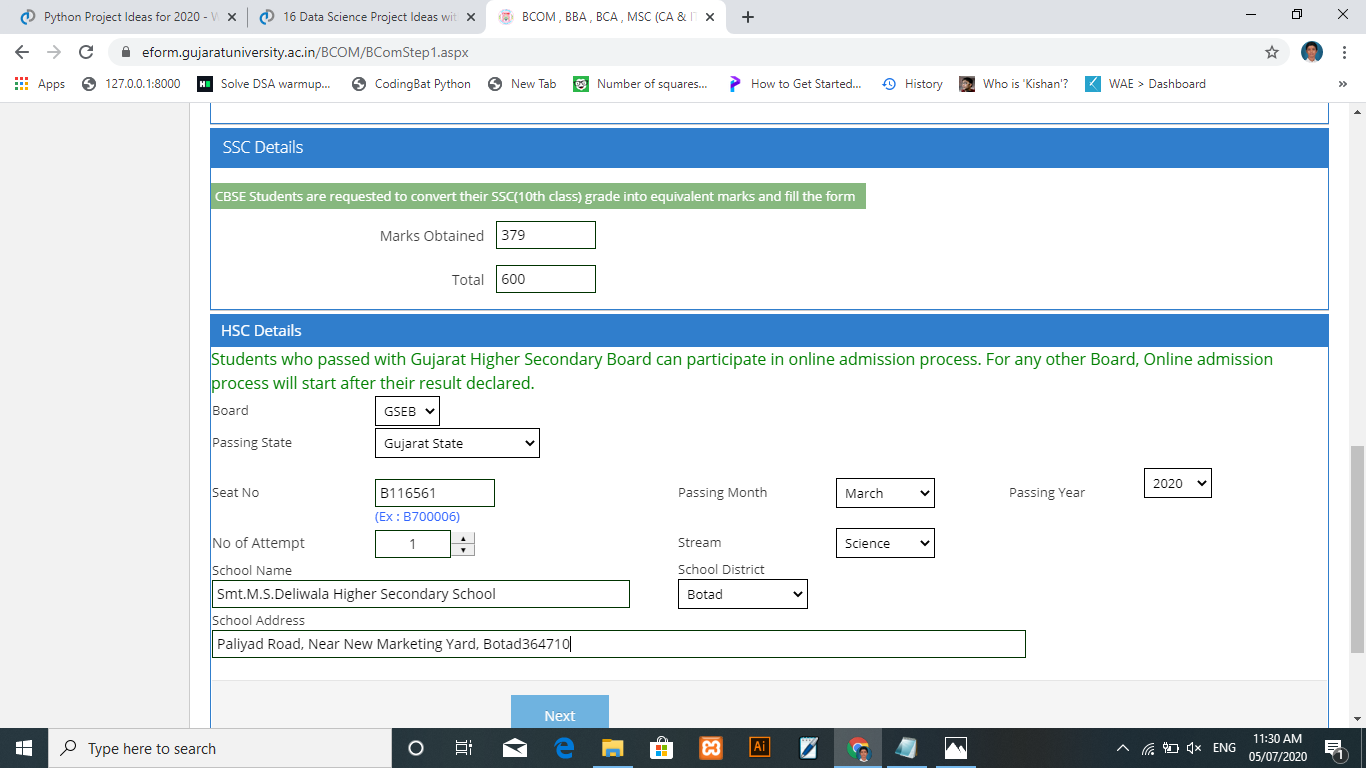 Python Project Ideas for 2020 - W
16 Data Science Project Ideas wit
BCOM , BBA , BCA , MSC (CA & IT
eform.gujaratuniversity.ac.in/BCOM/BComStep1.aspx
Apps 127.0.0.1:8000 Solve DSA warmup... CodingBat Python New Tab Number of squares... How to Get Started... History Who is 'Kishan'? WAE > Dashboard »
SSC Details
CBSE Students are requested to convert their SSC(10th class) grade into equivalent marks and fill the form
Marks Obtained 379
Total 600
HSC Details
Students who passed with Gujarat Higher Secondary Board can participate in online admission process. For any other Board, Online admission
process will start after their result declared.
Board GSEB
Passing State Gujarat State
Seat No B116561 Passing Month March Passing Year 2020
(Ex : B700006)
No of Attempt 1 Stream Science
School Name School District
Smt.M.S.Deliwala Higher Secondary School Botad
School Address
Paliyad Road, Near New Marketing Yard, Botad364710
Next
Type here to search
Ai
ENG
11:30 AM
05/07/2020
1